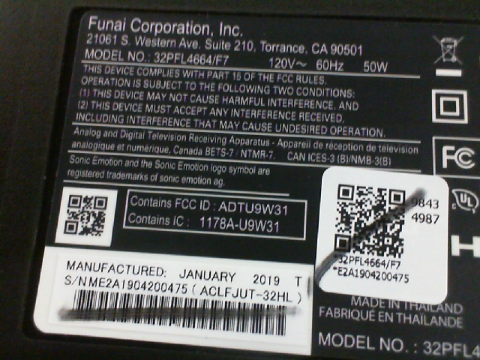 Funai Corporation, Inc.
21061 S. Western Ave. Suite 210, Torrance, CA 90501
MODEL NO.: 32PFL4664/F7 120V~ 60Hz 50W
THIS DEVICE COMPLIES WITH PART 15 OF THE FCC RULES.
OPERATION IS SUBJECT TO THE FOLLOWING TWO CONDITIONS:
(1) THIS DEVICE MAY NOT CAUSE HARMFUL INTERFERENCE. AND
(2) THIS DEVICE MUST ACCEPT ANY INTERFERENCE RECEIVED,
INCLUDING INTERFERENCE THAT MAY CAUSE UNDESIRED OPERATION.
Analog and Digital Television Receiving Apparatus - Appareil de réception de télévision
analogique et numérique, Canada BETS-7 · NTMR-7. CAN ICES-3 (B)/NMB-3(B)
Sonic Emotion and the Sonic Emotion logo symbol are
registered trademarks of sonic emotion ag.
FC
UL
Contains FCC ID : ADTU9W31
Contains IC : 1178A-U9W31
9843
4987
32PFL4664/F7
*E2A1904200475
H
MANUFACTURED: JANUARY 2019 T
S/N ME2A1904200475 (ACLFJUT-32HL)
MADE IN THAILAND
FABRIQUÉ EN THAÏLANDE
MODEL NO.: 32PFL4